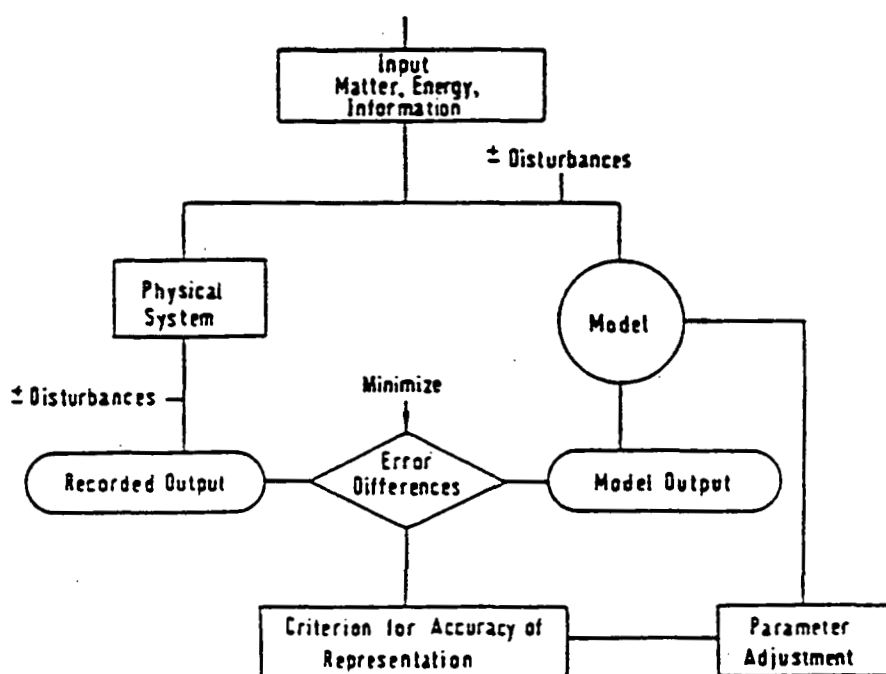 Input
Matter, Energy,
Information
± Disturbances
Physical
System
Model
± Disturbances
Minimize
Recorded Output
Error
Differences
Model Output
Criterion for Accuracy of
Representation
Parameter
Adjustment